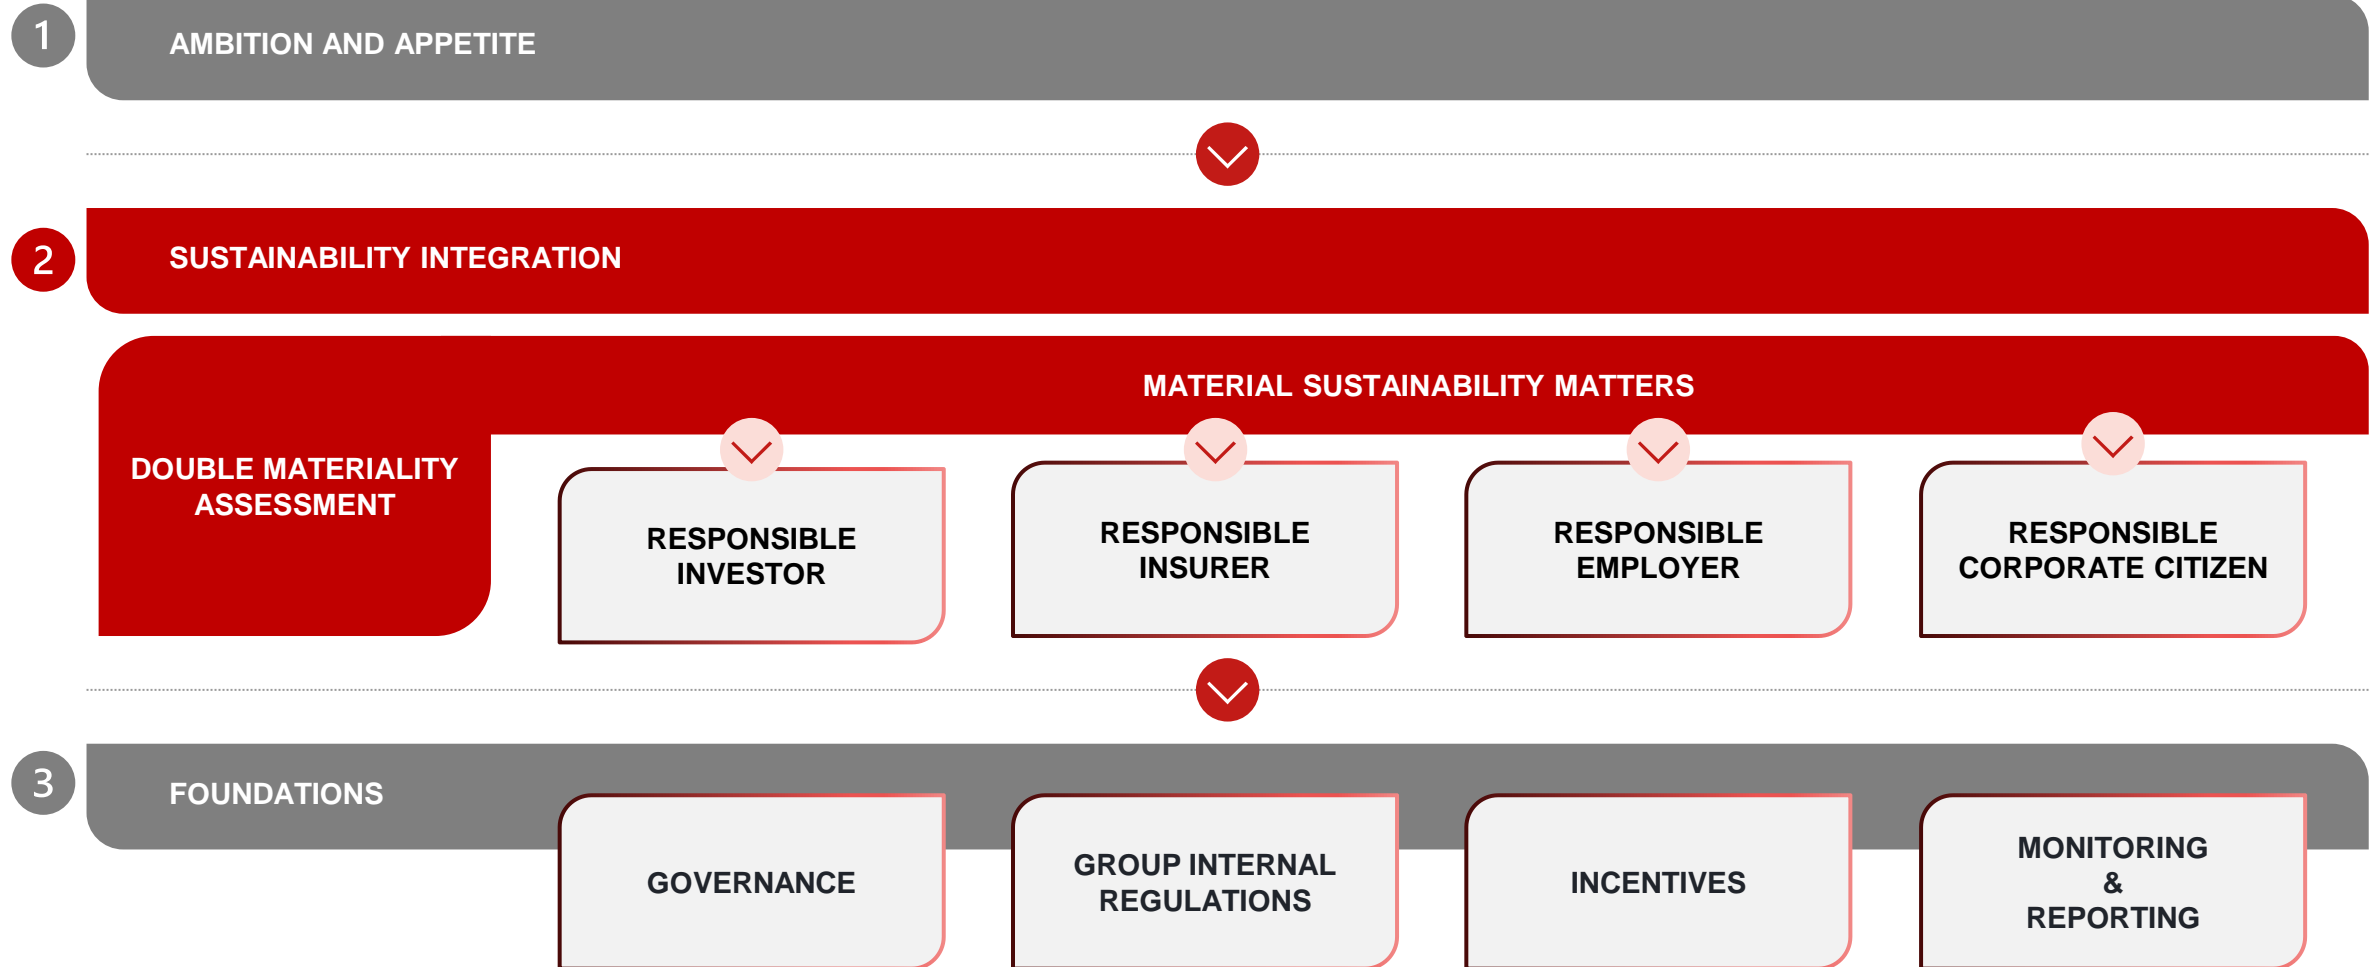 1
AMBITION AND APPETITE
2
SUSTAINABILITY INTEGRATION
MATERIAL SUSTAINABILITY MATTERS
DOUBLE MATERIALITY
ASSESSMENT
RESPONSIBLE
INVESTOR
RESPONSIBLE
INSURER
RESPONSIBLE
EMPLOYER
RESPONSIBLE
CORPORATE CITIZEN
3
FOUNDATIONS
GOVERNANCE
GROUP INTERNAL
REGULATIONS
INCENTIVES
MONITORING
&
REPORTING